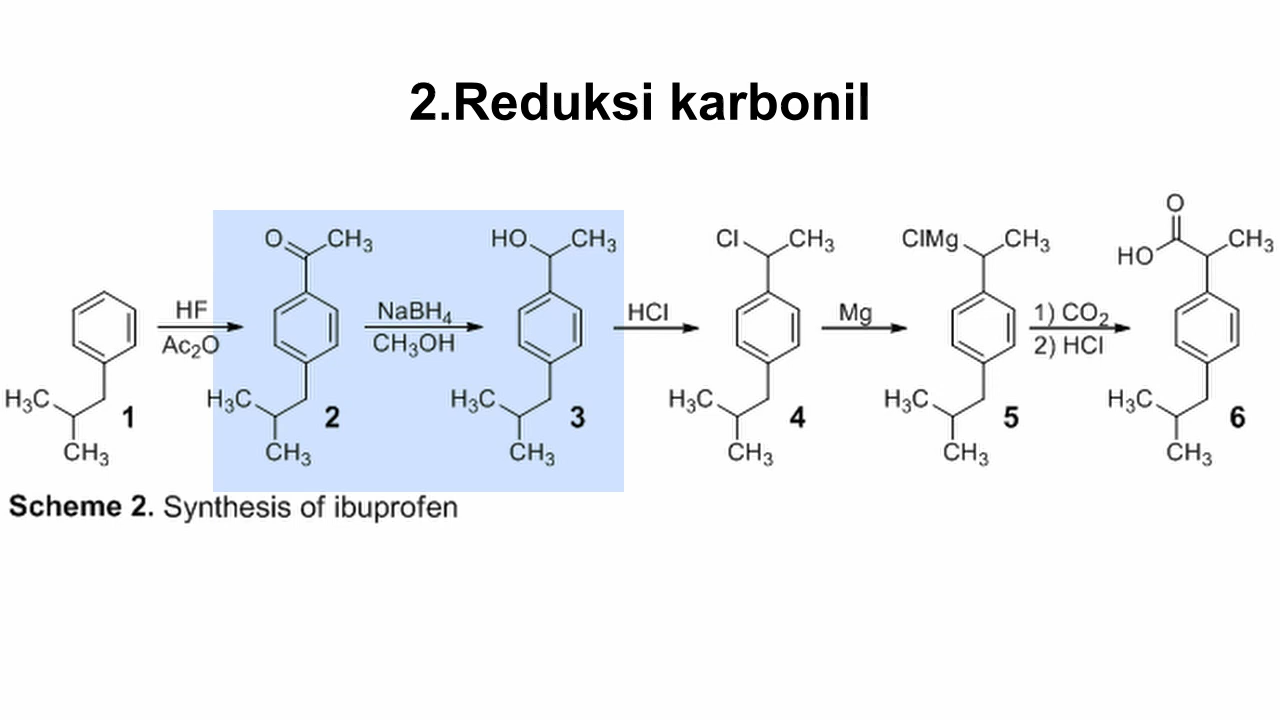 2.Reduksi karbonil
HF
Ac₂O
H₃C
CH₃
1
O
CH₃
H₃C
CH₃
2
NaBH₄
CH₃OH
HO
CH₃
H₃C
CH₃
3
HCl
Cl
CH₃
H₃C
CH₃
4
Mg
ClMg
CH₃
H₃C
CH₃
5
1) CO₂
2) HCl
O
HO
CH₃
H₃C
CH₃
6
Scheme 2. Synthesis of ibuprofen